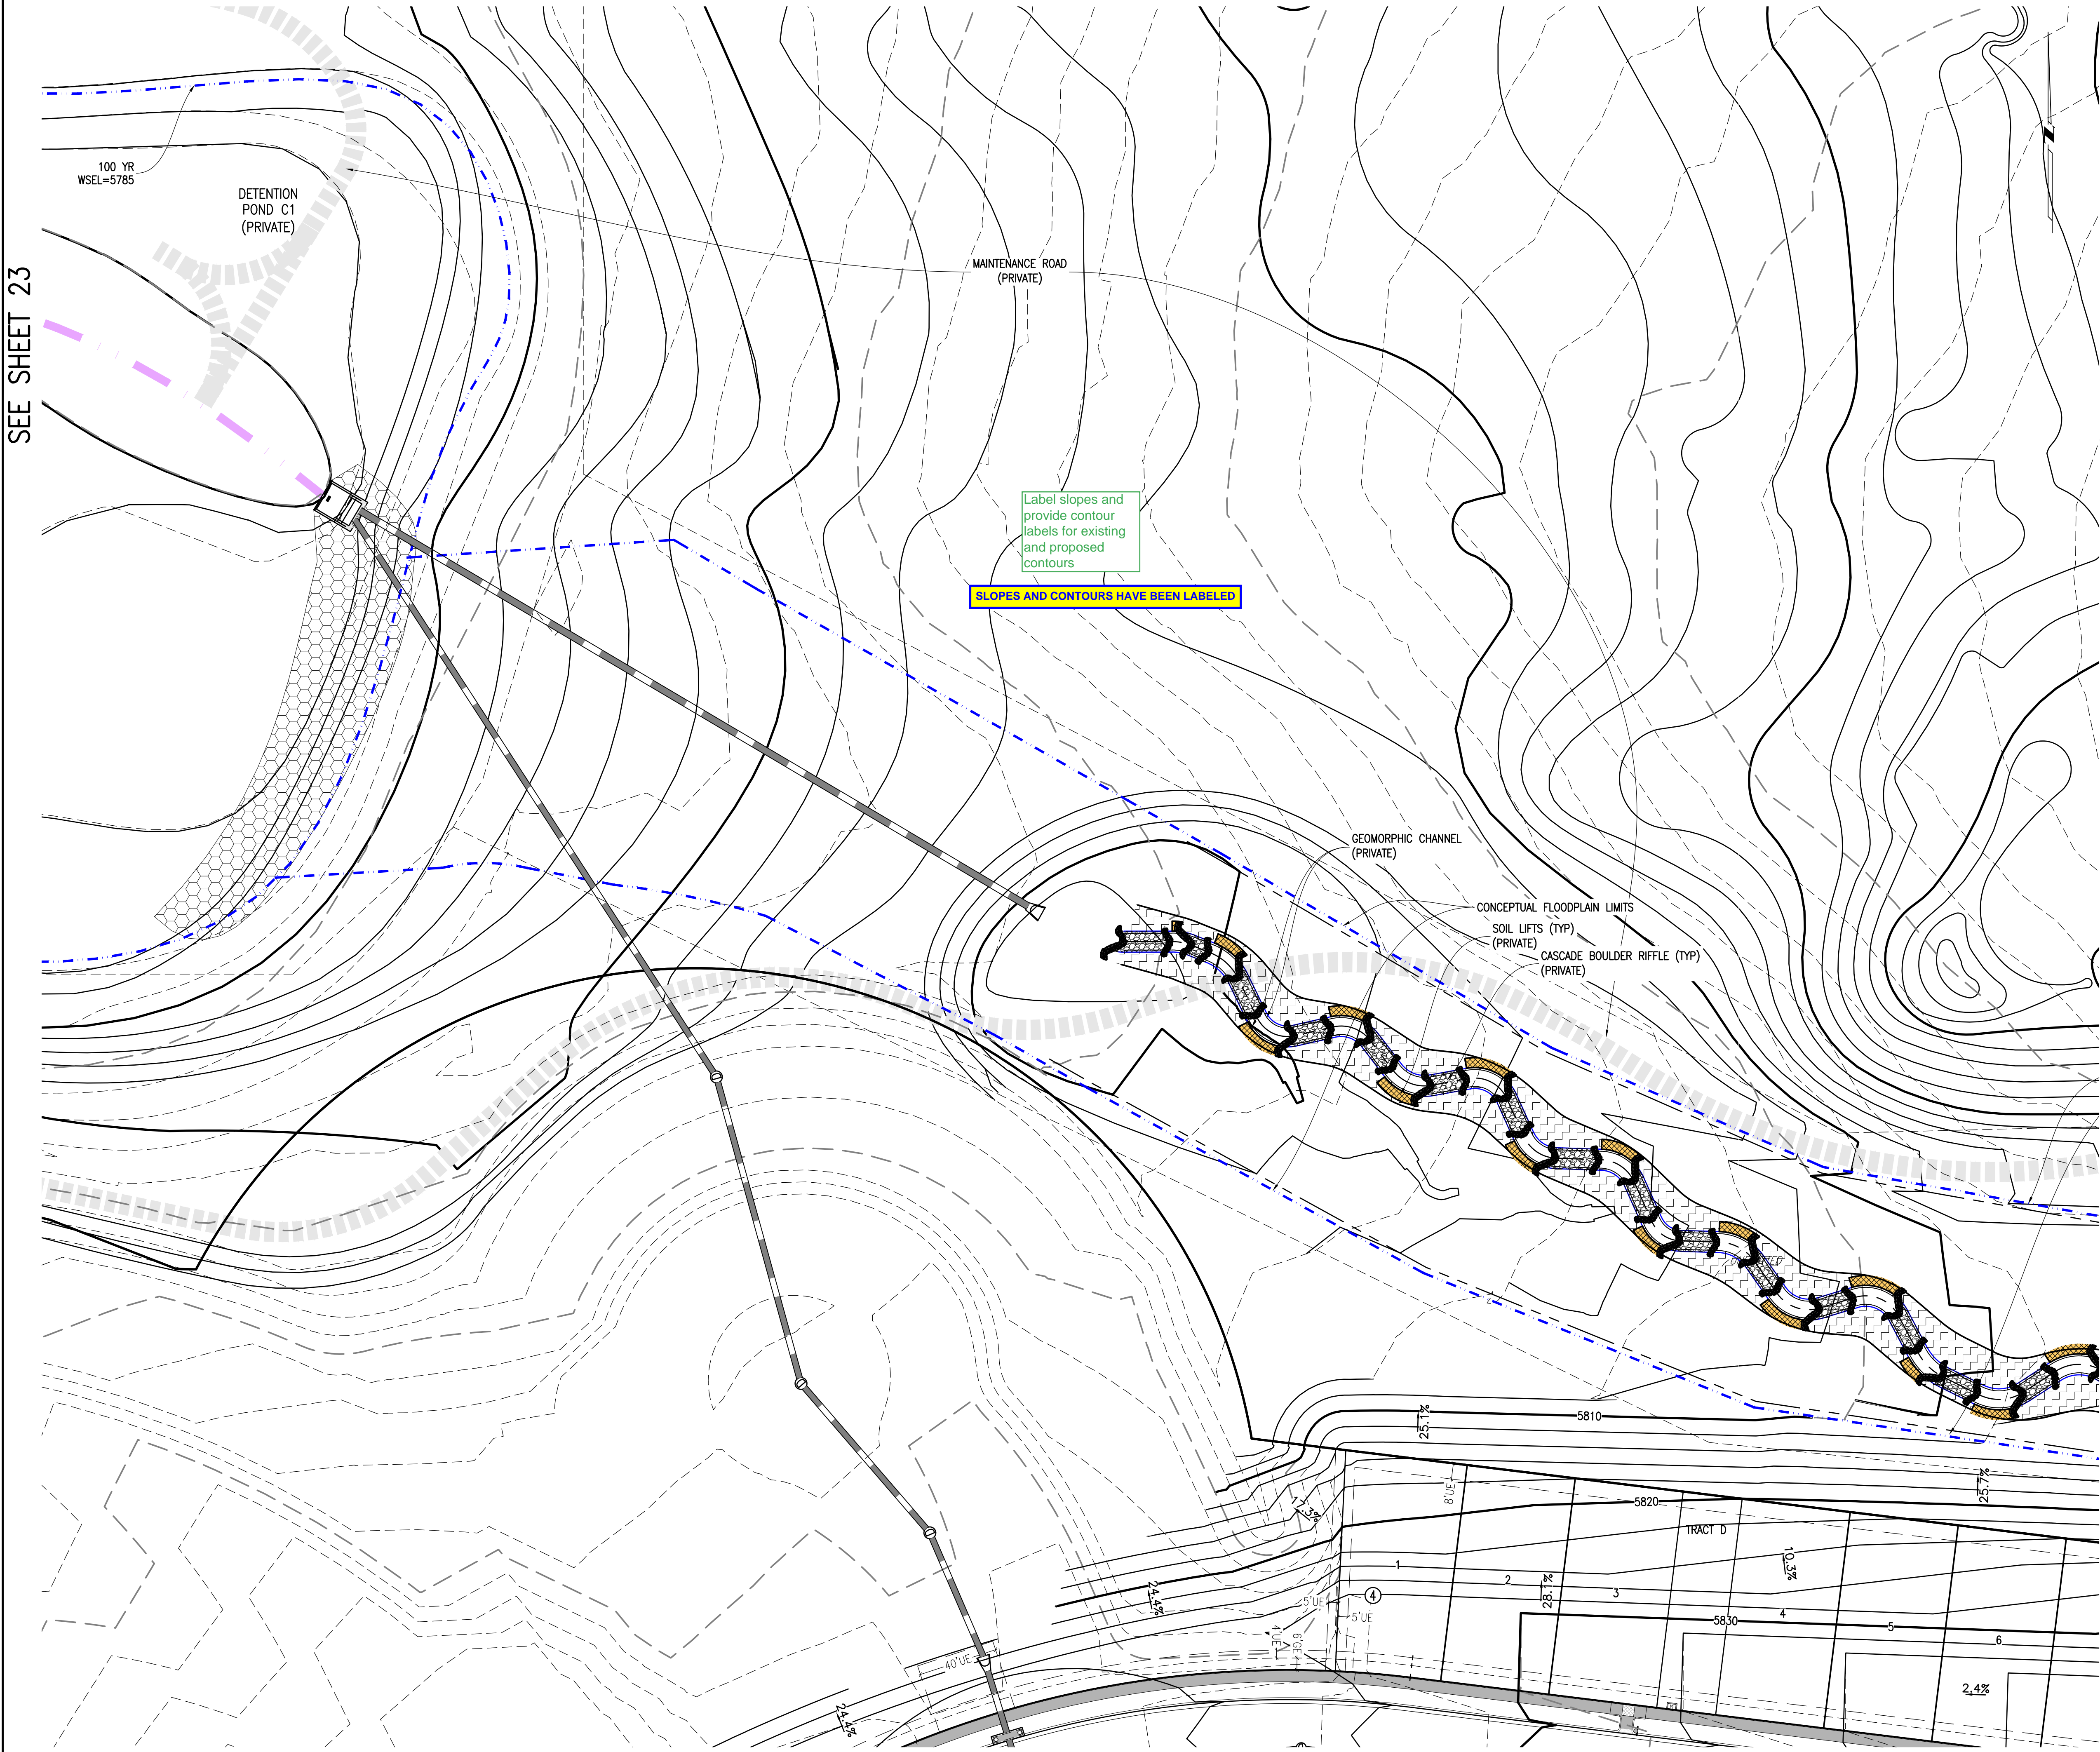 SEE SHEET 23
100 YR
WSEL=5785
DETENTION
POND C1
(PRIVATE)
MAINTENANCE ROAD
(PRIVATE)
Label slopes and
provide contour
labels for existing
and proposed
contours
SLOPES AND CONTOURS HAVE BEEN LABELED
GEOMORPHIC CHANNEL
(PRIVATE)
CONCEPTUAL FLOODPLAIN LIMITS
SOIL LIFTS (TYP)
(PRIVATE)
CASCADE BOULDER RIFFLE (TYP)
(PRIVATE)
25.1%
5810
25.7%
8'UE
5820
17.3%
TRACT D
10.3%
1
2
28.1%
3
4
24.4%
4
5'UE
5'UE
5830
5
6
4'UE
6'GE
40'UE
2.4%
24.4%